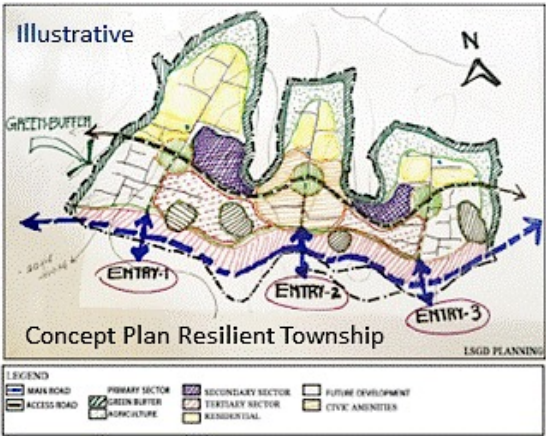 Illustrative
N
GREEN-BUFFER
ENTRY-1
ENTRY-2
ENTRY-3
Concept Plan Resilient Township
LSGD PLANNING
LEGEND
MAIN ROAD
ACCESS ROAD
PRIMARY SECTOR
GREEN BUFFER
AGRICULTURE
SECONDARY SECTOR
TERTIARY SECTOR
RESIDENTIAL
FUTURE DEVELOPMENT
CIVIC AMENITIES